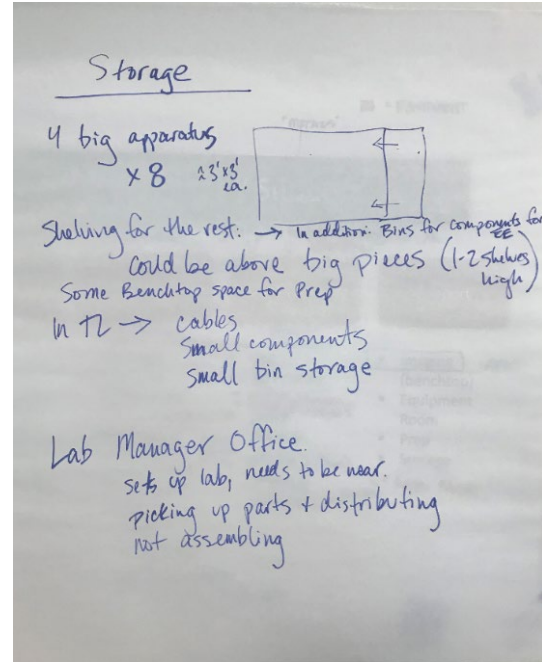 Storage
4 big apparatus
x 8 ≈3'x3' ea.
Shelving for the rest: → In addition: Bins for components for EE
could be above big pieces (1-2 shelves high)
Some Benchtop space for Prep
In TL → cables
small components
small bin storage
Lab Manager Office.
sets up lab, needs to be near.
picking up parts + distributing
not assembling